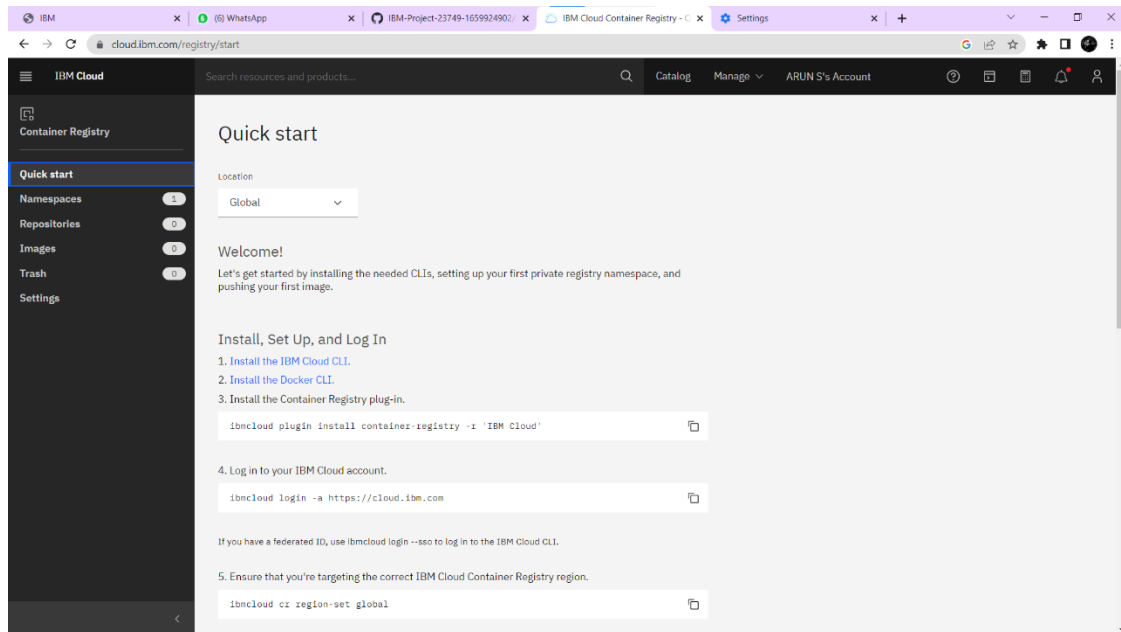 IBM
(6) WhatsApp
IBM-Project-23749-1659924902/
IBM Cloud Container Registry - C
Settings
cloud.ibm.com/registry/start
IBM Cloud
Search resources and products...
Catalog
Manage
ARUN S's Account
Container Registry
Quick start
Namespaces 1
Repositories 0
Images 0
Trash 0
Settings
Quick start
Location
Global
Welcome!
Let's get started by installing the needed CLIs, setting up your first private registry namespace, and
pushing your first image.
Install, Set Up, and Log In
1. Install the IBM Cloud CLI.
2. Install the Docker CLI.
3. Install the Container Registry plug-in.
ibmcloud plugin install container-registry -r 'IBM Cloud'
4. Log in to your IBM Cloud account.
ibmcloud login -a https://cloud.ibm.com
If you have a federated ID, use ibmcloud login --sso to log in to the IBM Cloud CLI.
5. Ensure that you're targeting the correct IBM Cloud Container Registry region.
ibmcloud cr region-set global